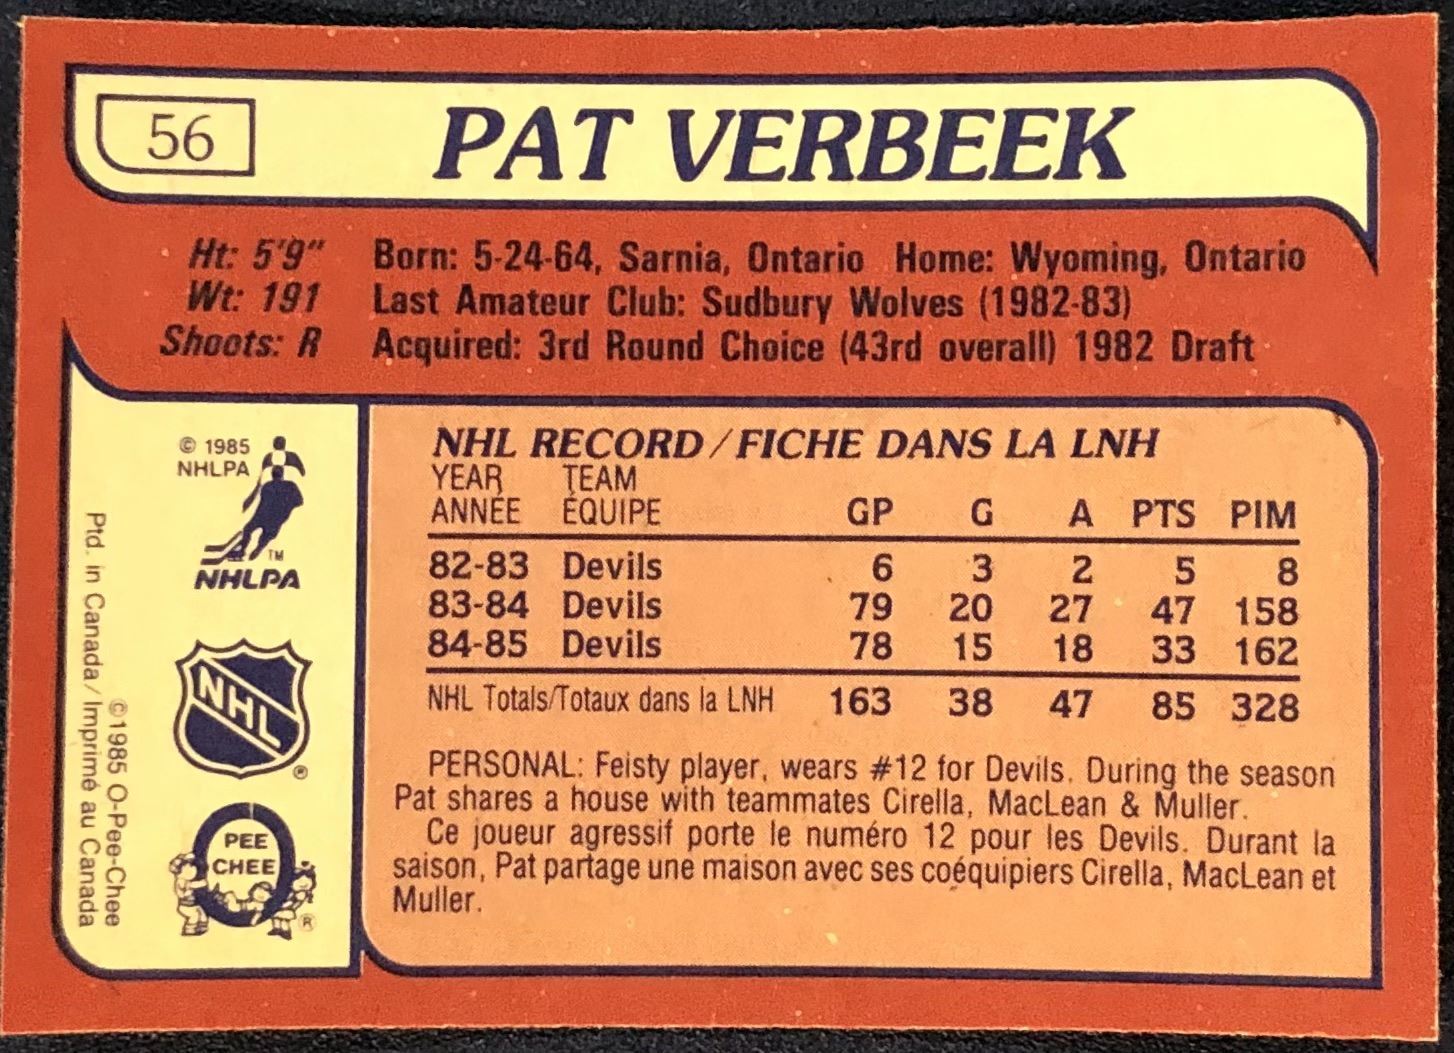 56
PAT VERBEEK
Ht: 5'9" Born: 5-24-64, Sarnia, Ontario Home: Wyoming, Ontario
Wt: 191 Last Amateur Club: Sudbury Wolves (1982-83)
Shoots: R Acquired: 3rd Round Choice (43rd overall) 1982 Draft
© 1985
NHLPA
TM
NHLPA
NHL
®
PEE
CHEE
®
©1985 O-Pee-Chee
Ptd. in Canada/Imprimé au Canada
NHL RECORD/FICHE DANS LA LNH
YEAR TEAM
ANNÉE ÉQUIPE GP G A PTS PIM
82-83 Devils 6 3 2 5 8
83-84 Devils 79 20 27 47 158
84-85 Devils 78 15 18 33 162
NHL Totals/Totaux dans la LNH 163 38 47 85 328
PERSONAL: Feisty player, wears #12 for Devils. During the season
Pat shares a house with teammates Cirella, MacLean & Muller.
Ce joueur agressif porte le numéro 12 pour les Devils. Durant la
saison, Pat partage une maison avec ses coéquipiers Cirella, MacLean et
Muller.